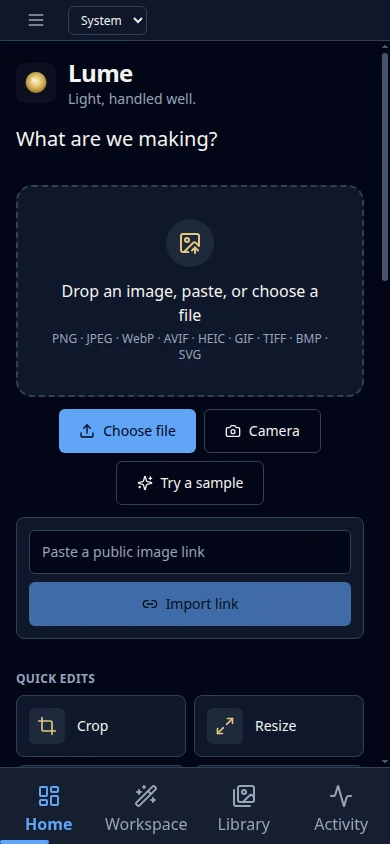 System
Lume
Light, handled well.
What are we making?
Drop an image, paste, or choose a
file
PNG · JPEG · WebP · AVIF · HEIC · GIF · TIFF · BMP ·
SVG
Choose file
Camera
Try a sample
Paste a public image link
Import link
QUICK EDITS
Crop
Resize
Home
Workspace
Library
Activity